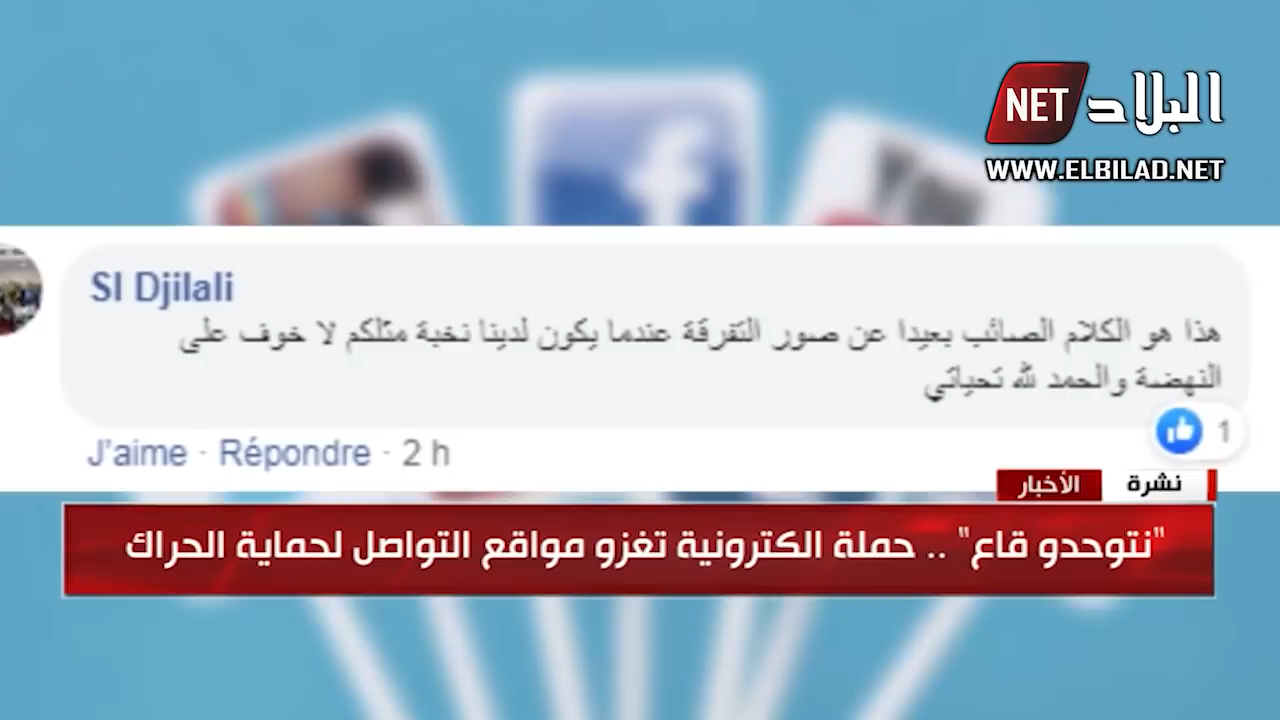 البلاد NET
WWW.ELBILAD.NET
SI Djilali
هذا هو الكلام الصائب بعيدا عن صور التفرقة عندما يكون لدينا نخبة مثلكم لا خوف على
النهضة والحمد لله تحياتي
1
J'aime · Répondre · 2 h
نشرة الأخبار
"نتوحدو قاع" .. حملة الكترونية تغزو مواقع التواصل لحماية الحراك